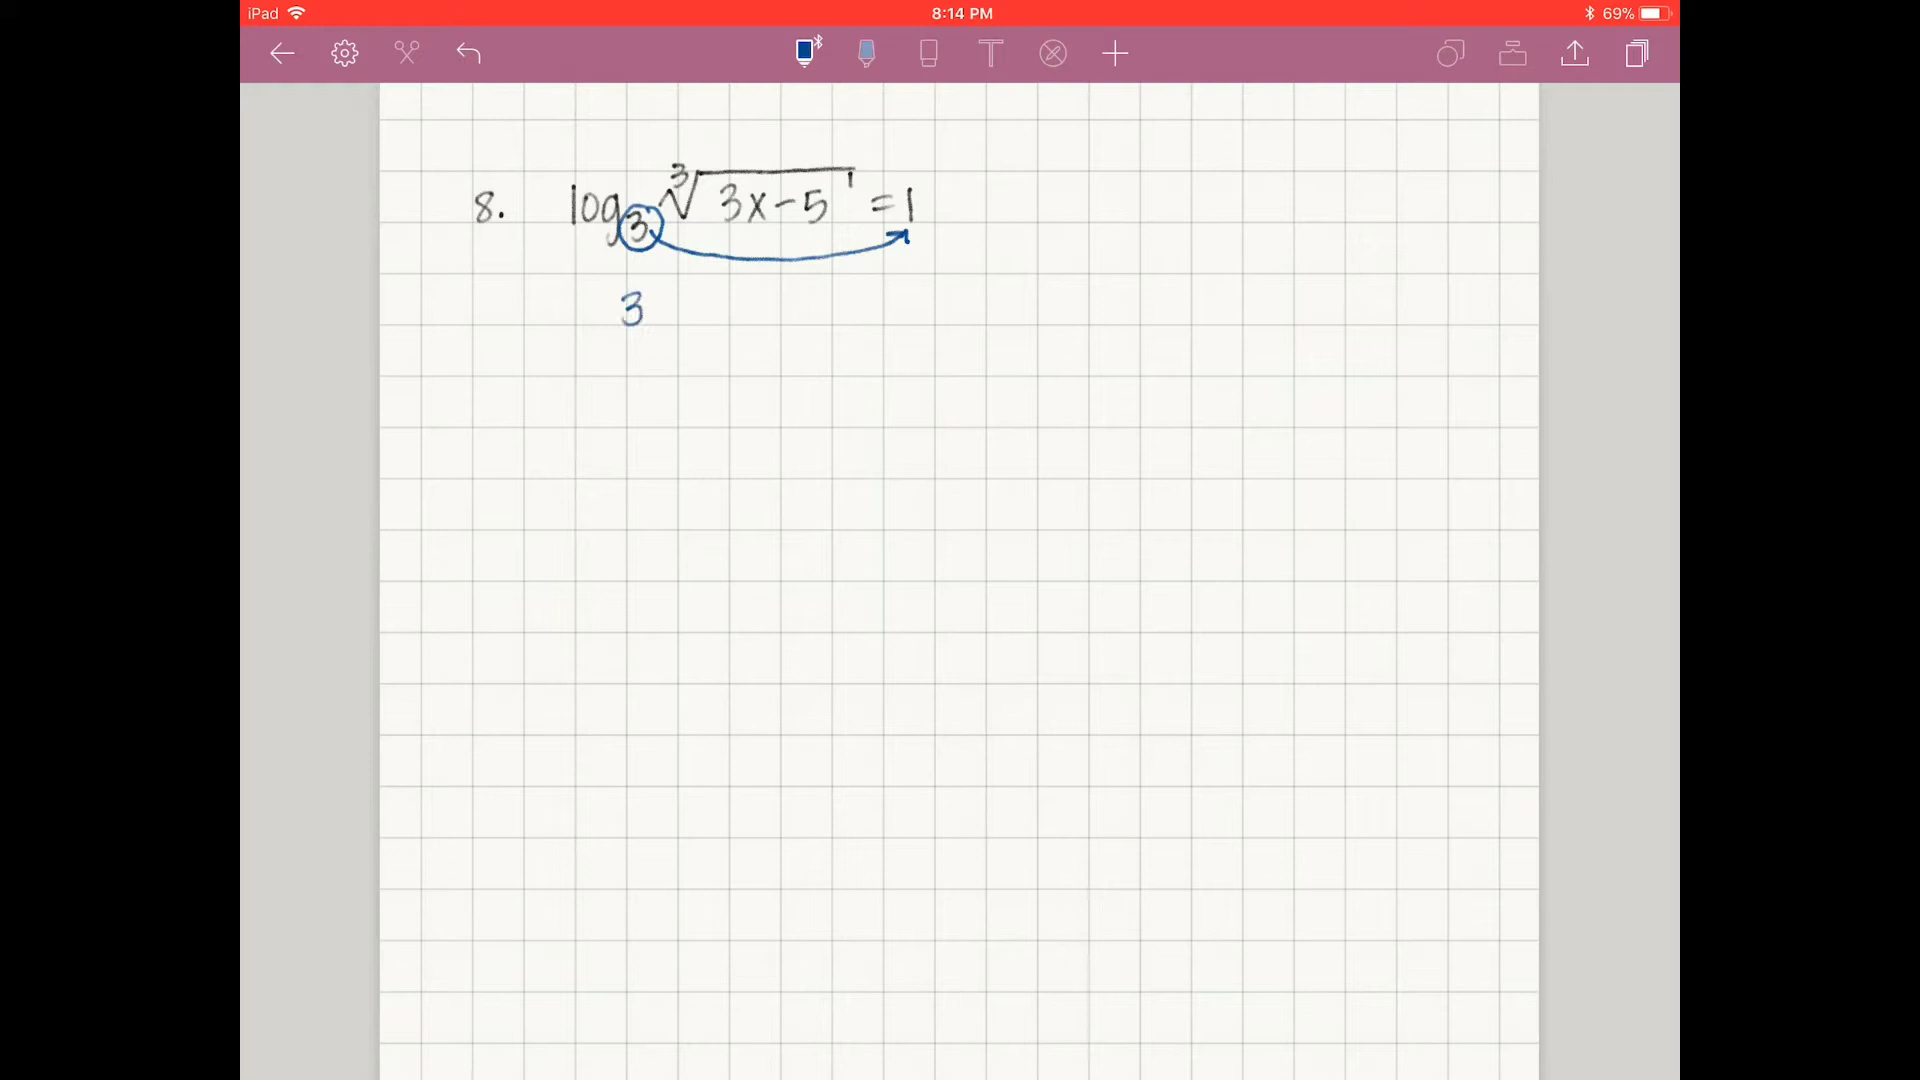 iPad 8:14 PM 69%
8. log₃ ∛(3x-5) = 1
3